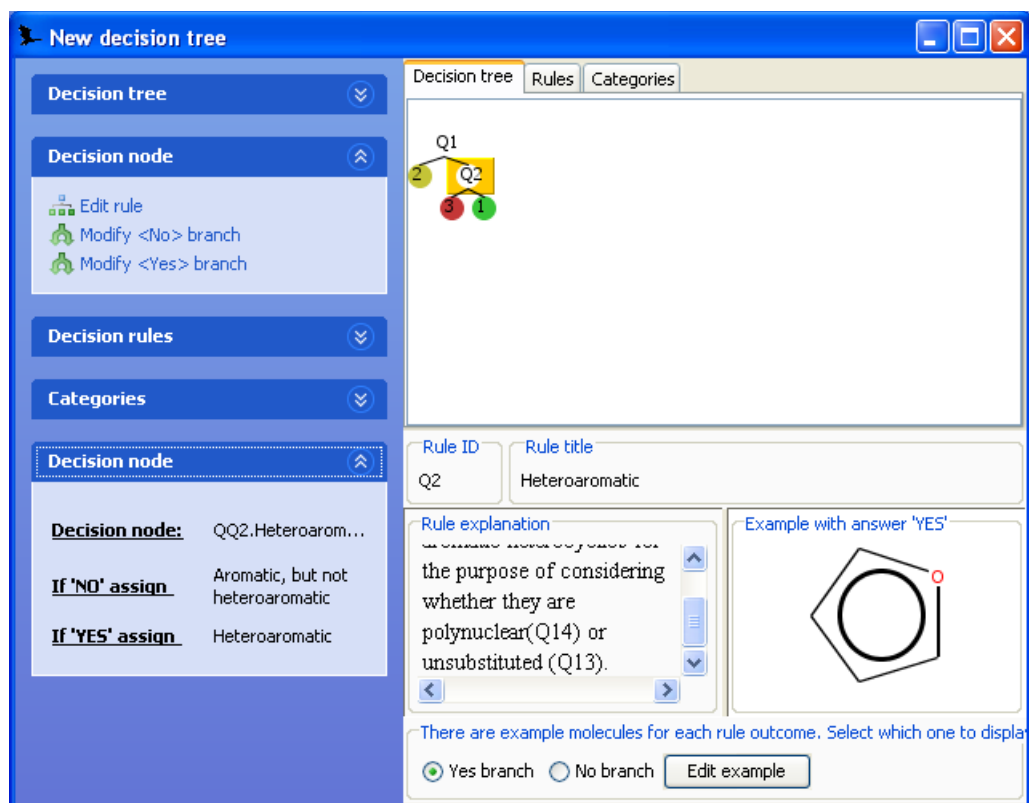 New decision tree
Decision tree
Decision node
Edit rule
Modify <No> branch
Modify <Yes> branch
Decision rules
Categories
Decision node
Decision node: QQ2.Heteroarom...
If 'NO' assign Aromatic, but not
heteroaromatic
If 'YES' assign Heteroaromatic
Decision tree Rules Categories
Q1
2 Q2
3 1
Rule ID
Q2
Rule title
Heteroaromatic
Rule explanation
the purpose of considering
whether they are
polynuclear(Q14) or
unsubstituted (Q13).
Example with answer 'YES'
O
There are example molecules for each rule outcome. Select which one to displa
Yes branch No branch Edit example